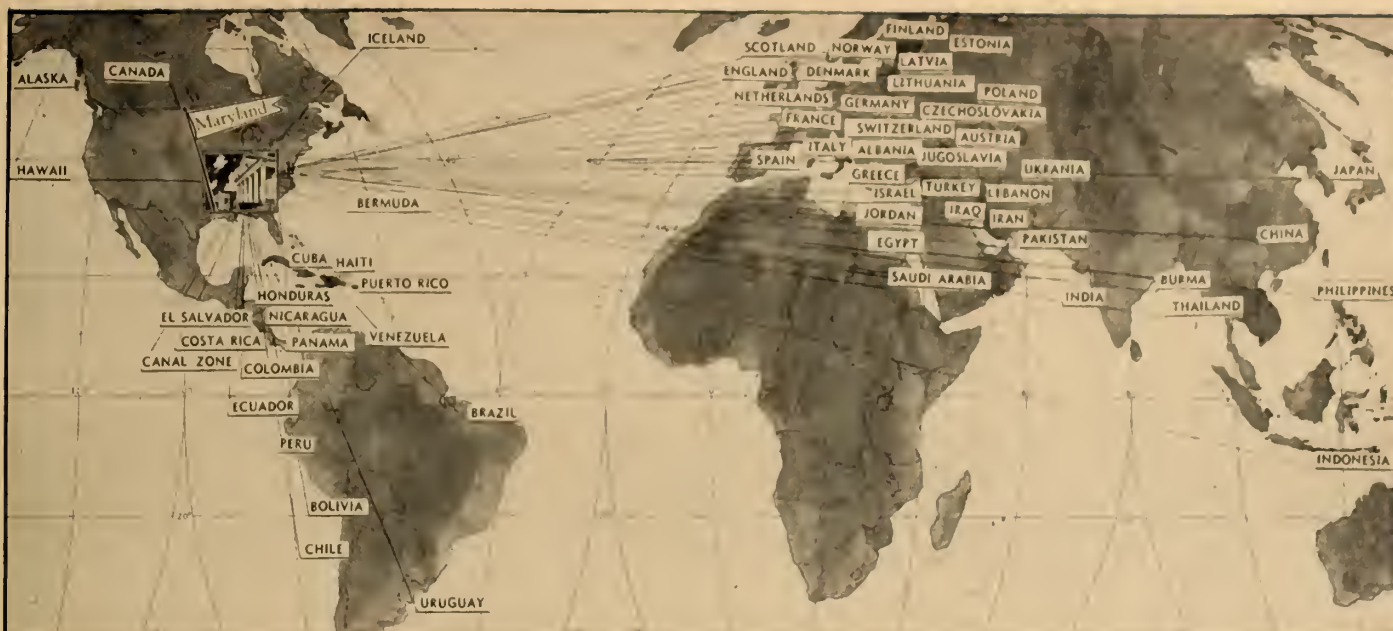 FINLAND
ICELAND
SCOTLAND NORWAY ESTONIA
LATVIA
ALASKA CANADA ENGLAND DENMARK
LITHUANIA
POLAND
NETHERLANDS GERMANY CZECHOSLOVAKIA
Maryland FRANCE
SWITZERLAND AUSTRIA
ITALY ALBANIA JUGOSLAVIA
SPAIN
HAWAII GREECE UKRANIA JAPAN
ISRAEL TURKEY LEBANON
BERMUDA JORDAN IRAQ IRAN
CHINA
EGYPT PAKISTAN
CUBA HAITI
PUERTO RICO SAUDI ARABIA BURMA
HONDURAS INDIA PHILIPPINES
THAILAND
EL SALVADOR NICARAGUA
COSTA RICA PANAMA VENEZUELA
CANAL ZONE COLOMBIA
ECUADOR BRAZIL
PERU
INDONESIA
BOLIVIA
20°
CHILE
URUGUAY